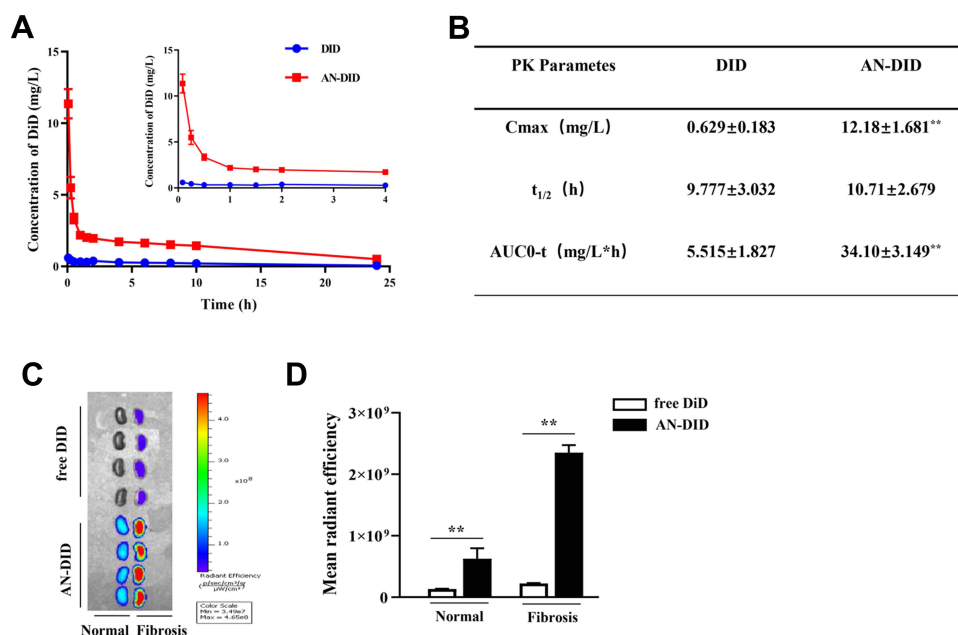 A
Concentration of DiD (mg/L)
15
10
5
0
0 5 10 15 20 25
Time (h)
Concentration of DiD (mg/L)
15
10
5
0
0 1 2 3 4
DID
AN-DID
B
PK Parametes DID AN-DID
Cmax (mg/L) 0.629±0.183 12.18±1.681**
t1/2 (h) 9.777±3.032 10.71±2.679
AUC0-t (mg/L*h) 5.515±1.827 34.10±3.149**
C
free DID
AN-DID
Normal Fibrosis
4.0
3.0
×10⁸
2.0
1.0
Radiant Efficiency
(p/sec/cm²/sr
µW/cm²)
Color Scale
Min = 3.49e7
Max = 4.65e8
D
Mean radiant efficiency
3×10⁹
2×10⁹
1×10⁹
0
**
**
Normal Fibrosis
free DiD
AN-DID